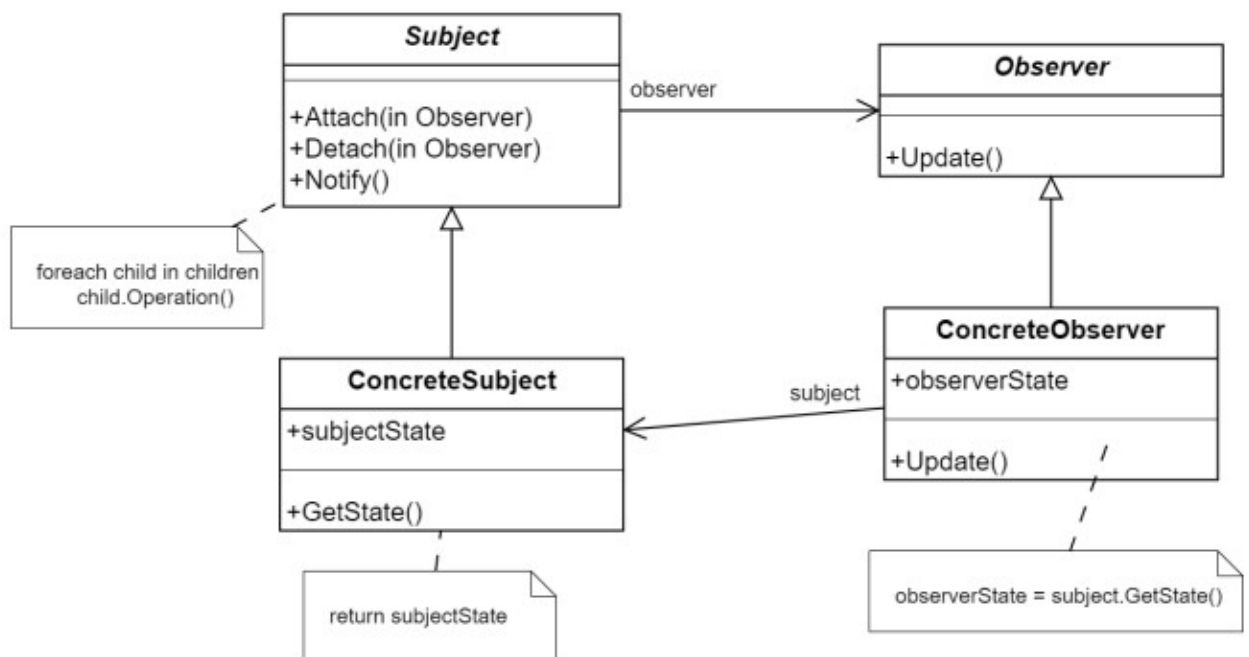 Subject
+Attach(in Observer)
+Detach(in Observer)
+Notify()
observer
Observer
+Update()
foreach child in children
child.Operation()
ConcreteSubject
+subjectState
+GetState()
subject
ConcreteObserver
+observerState
+Update()
return subjectState
observerState = subject.GetState()